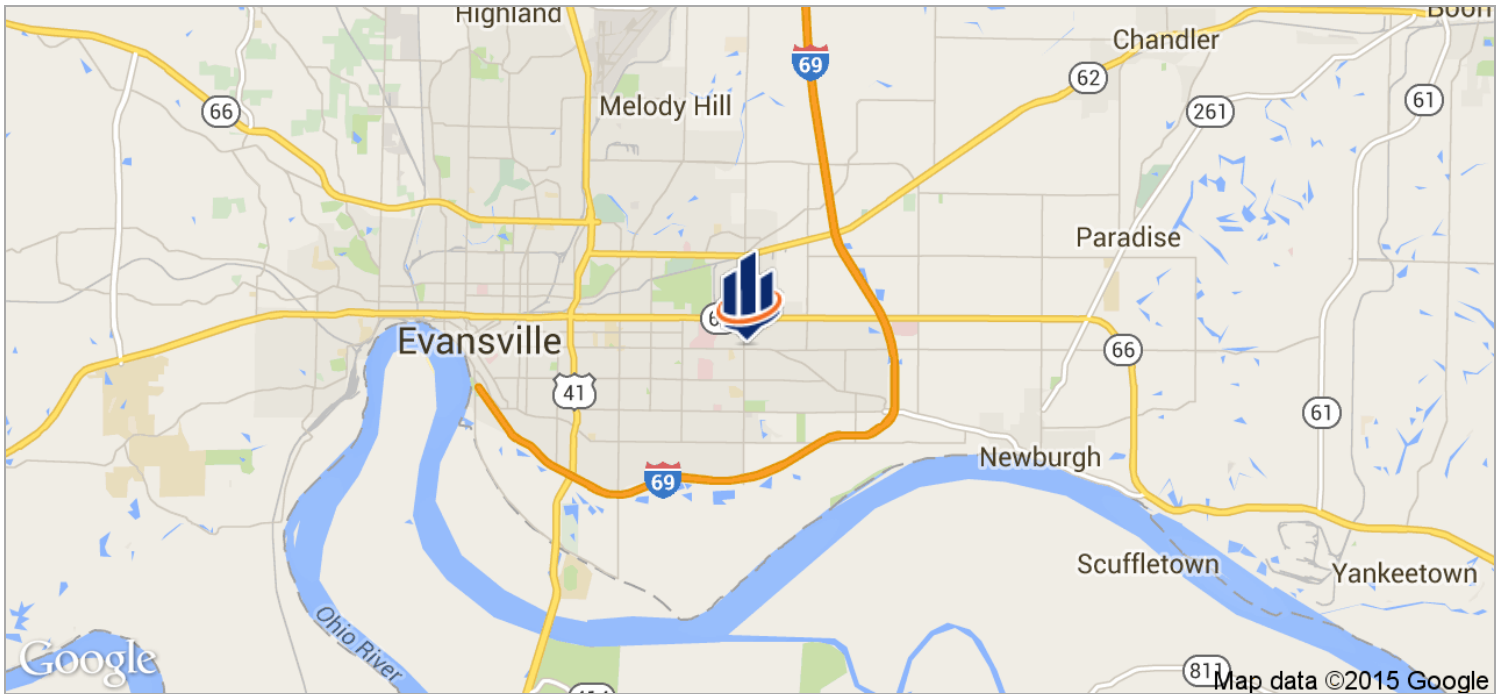 Highland
Boon
Chandler
69
62
66
Melody Hill
261
61
Paradise
Evansville
66
41
61
Newburgh
69
Scuffletown
Yankeetown
Ohio River
Google
811
Map data ©2015 Google